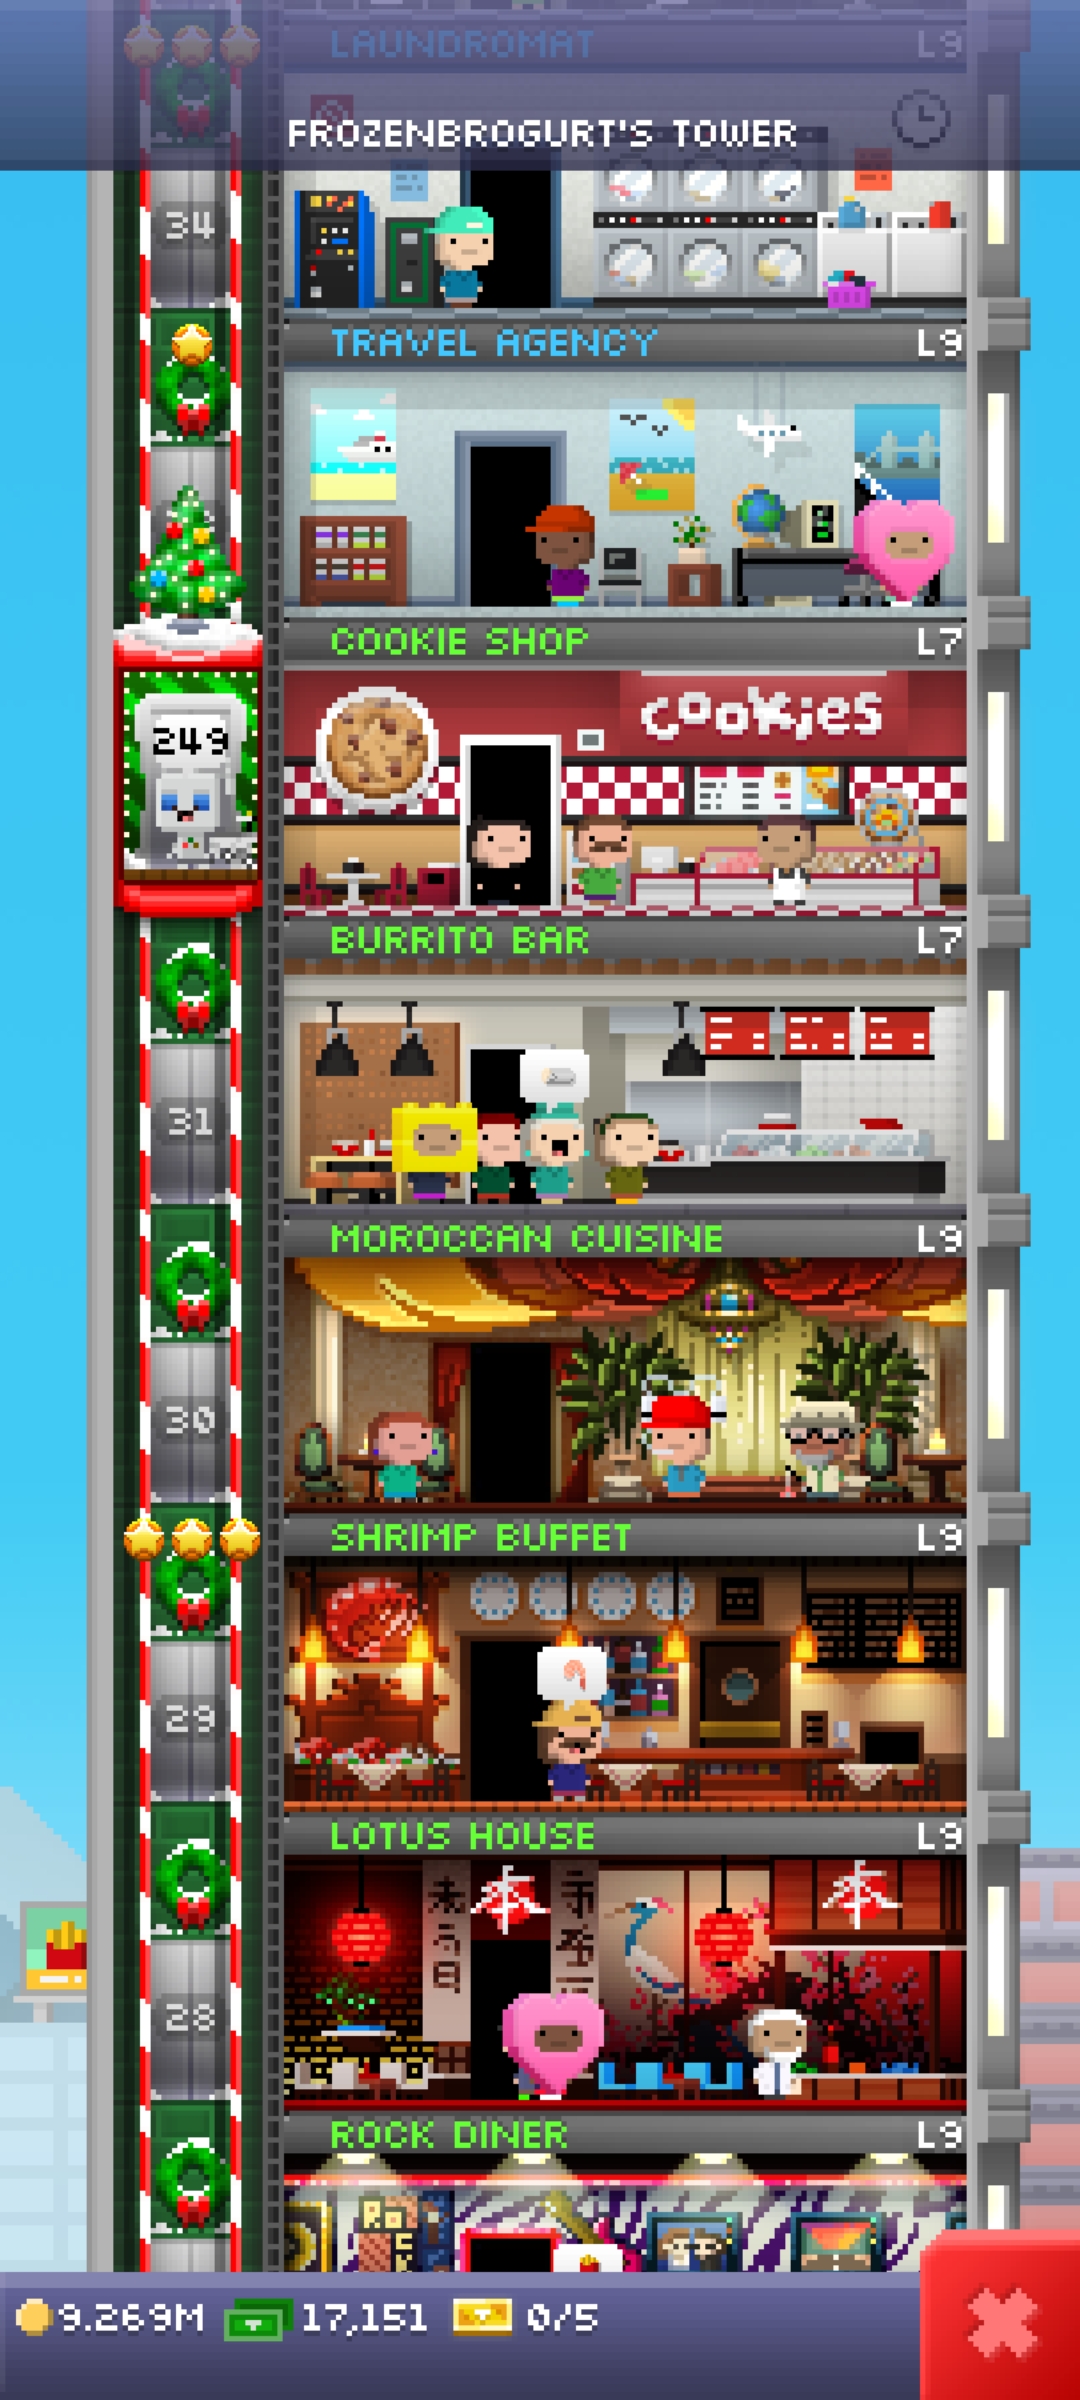 LAUNDROMAT L9
FROZENBROGURT'S TOWER
34
TRAVEL AGENCY L9
COOKIE SHOP L7
cookies
249
BURRITO BAR L7
31
MOROCCAN CUISINE L9
30
SHRIMP BUFFET L9
29
LOTUS HOUSE L9
28
ROCK DINER L9
9.269M 17,151 0/5